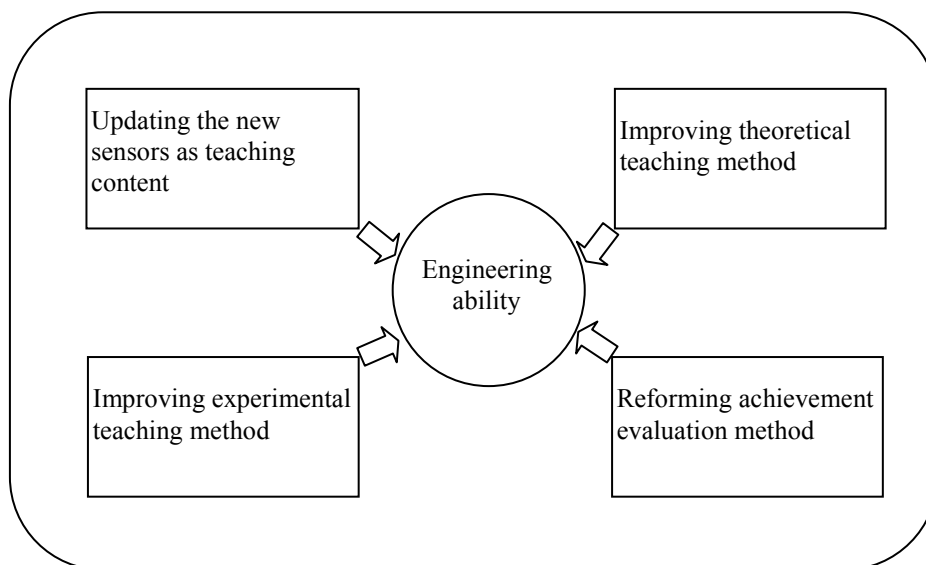 Updating the new
sensors as teaching
content
Improving theoretical
teaching method
Engineering
ability
Improving experimental
teaching method
Reforming achievement
evaluation method